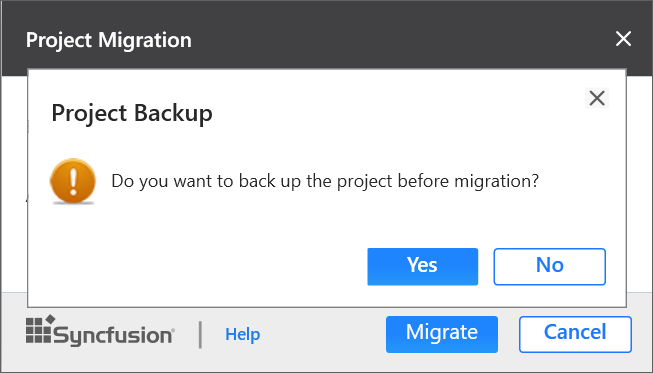 Project Migration
Project Backup
Do you want to back up the project before migration?
Yes No
Syncfusion | Help Migrate Cancel